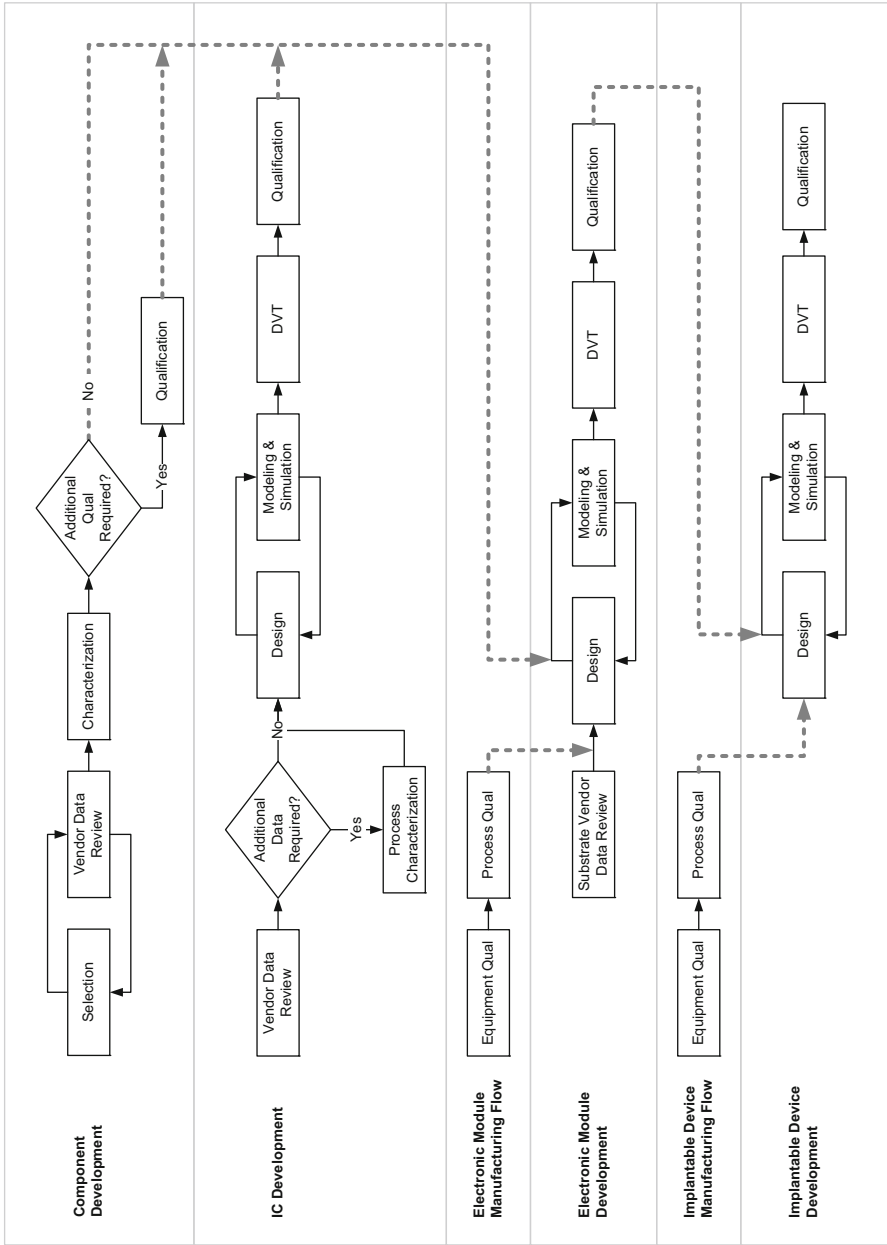 Component
Development
Selection
Vendor Data
Review
Characterization
Additional
Qual
Required?
No
Yes
Qualification
IC Development
Vendor Data
Review
Additional
Data
Required?
No
Yes
Process
Characterization
Design
Modeling &
Simulation
DVT
Qualification
Electronic Module
Manufacturing Flow
Equipment Qual
Process Qual
Electronic Module
Development
Substrate Vendor
Data Review
Design
Modeling &
Simulation
DVT
Qualification
Implantable Device
Manufacturing Flow
Equipment Qual
Process Qual
Implantable Device
Development
Design
Modeling &
Simulation
DVT
Qualification